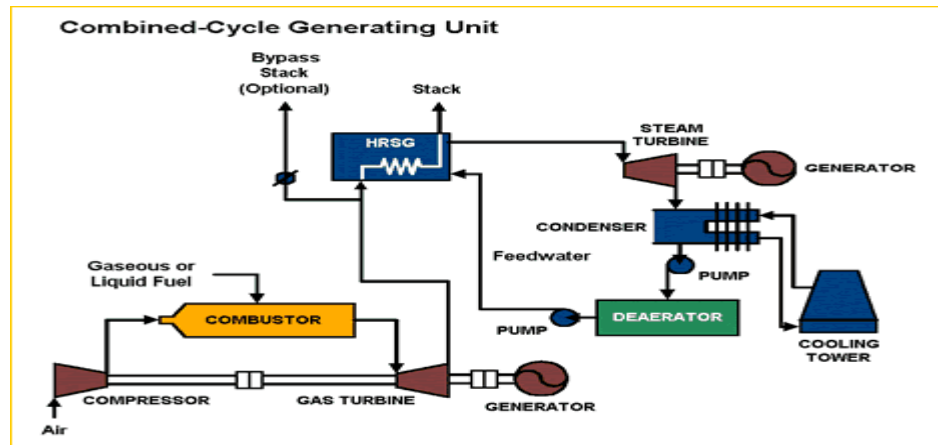 Combined-Cycle Generating Unit
Bypass
Stack
(Optional)
Stack
HRSG
STEAM
TURBINE
GENERATOR
CONDENSER
PUMP
Feedwater
Gaseous or
Liquid Fuel
COMBUSTOR
PUMP
DEAERATOR
COOLING
TOWER
COMPRESSOR
GAS TURBINE
GENERATOR
Air